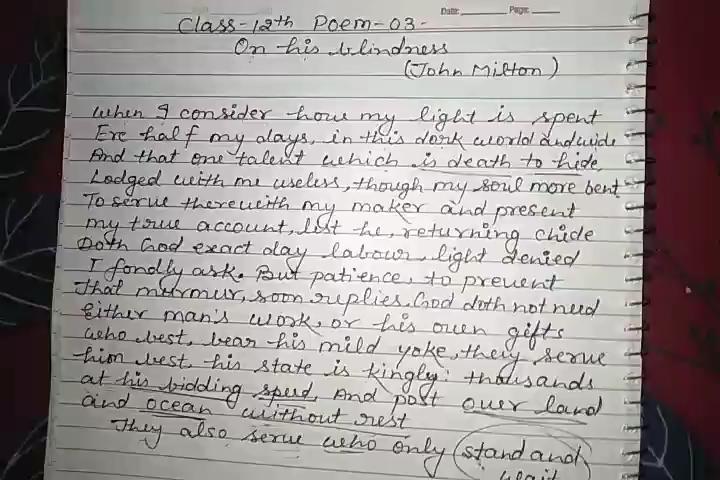 Date: Page:
Class-12th Poem-03-
On his blindness
(John Milton)
When I consider how my light is spent
Ere half my days, in this dark world and wide
And that one talent which is death to hide
Lodged with me useless, though my soul more bent
To serve therewith my maker and present
my true account, lest he, returning chide
Doth God exact day labour, light denied
I fondly ask. But patience, to prevent
That murmur, soon replies. God doth not need
Either man's work, or his own gifts
who best, bear his mild yoke, they serve
him best, his state is kingly: thousands
at his bidding speed, And post over land
and ocean without rest
They also serve who only stand and
wait